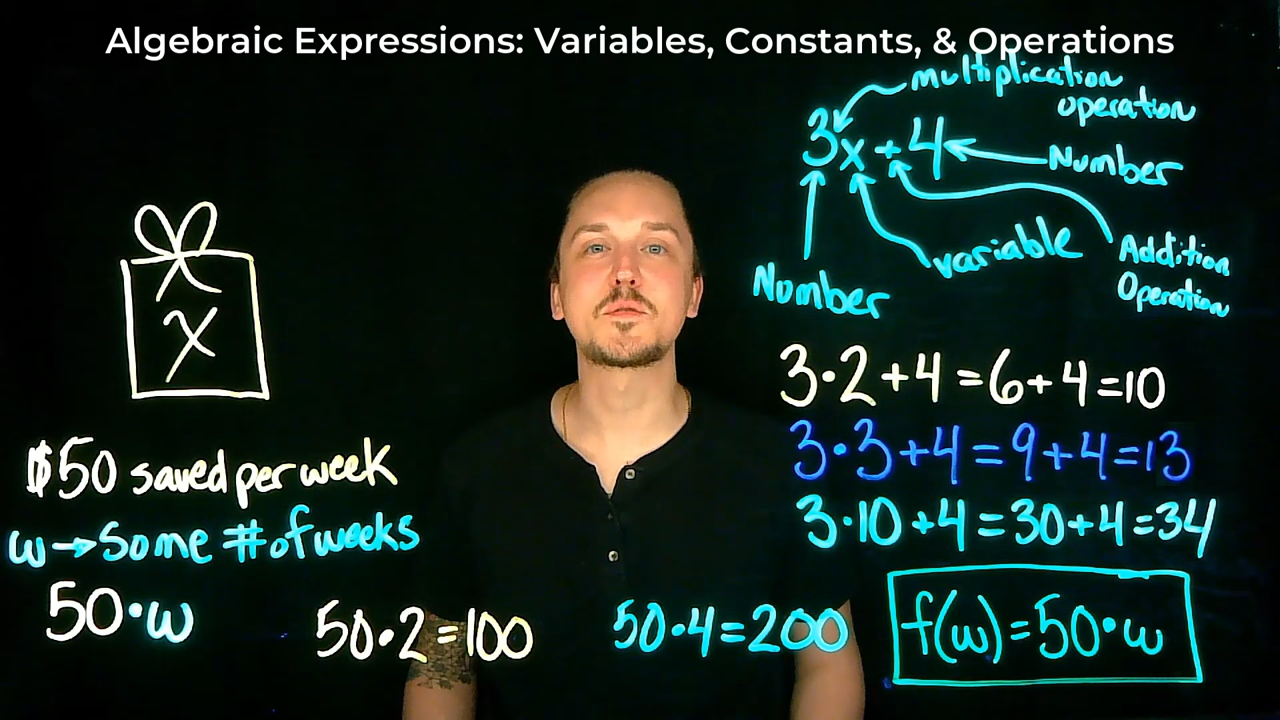 Algebraic Expressions: Variables, Constants, & Operations
multiplication
operation
3x+4
Number
variable
Addition
Operation
Number
x
3·2+4=6+4=10
3·3+4=9+4=13
3·10+4=30+4=34
$50 saved per week
w→Some # of weeks
50·w
50·2=100
50·4=200
f(w)=50·w